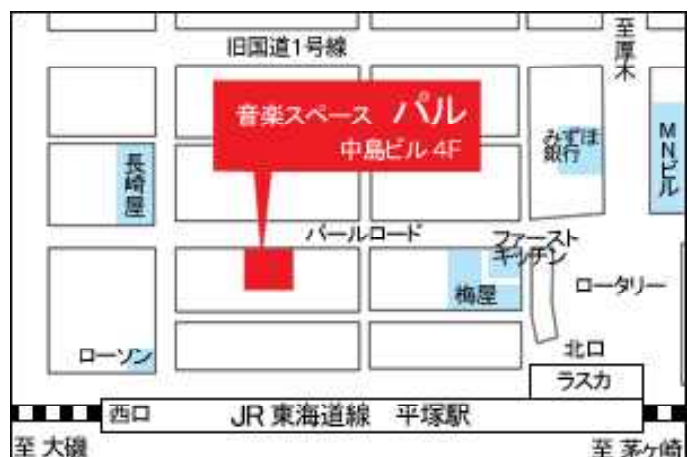 旧国道1号線
至厚木
音楽スペース パル
中島ビル 4F
みずほ
銀行
MNビル
長崎屋
パールロード
ファースト
キッチン
ロータリー
梅屋
ローソン
北口
ラスカ
西口
JR 東海道線 平塚駅
至 大磯
至 茅ヶ崎